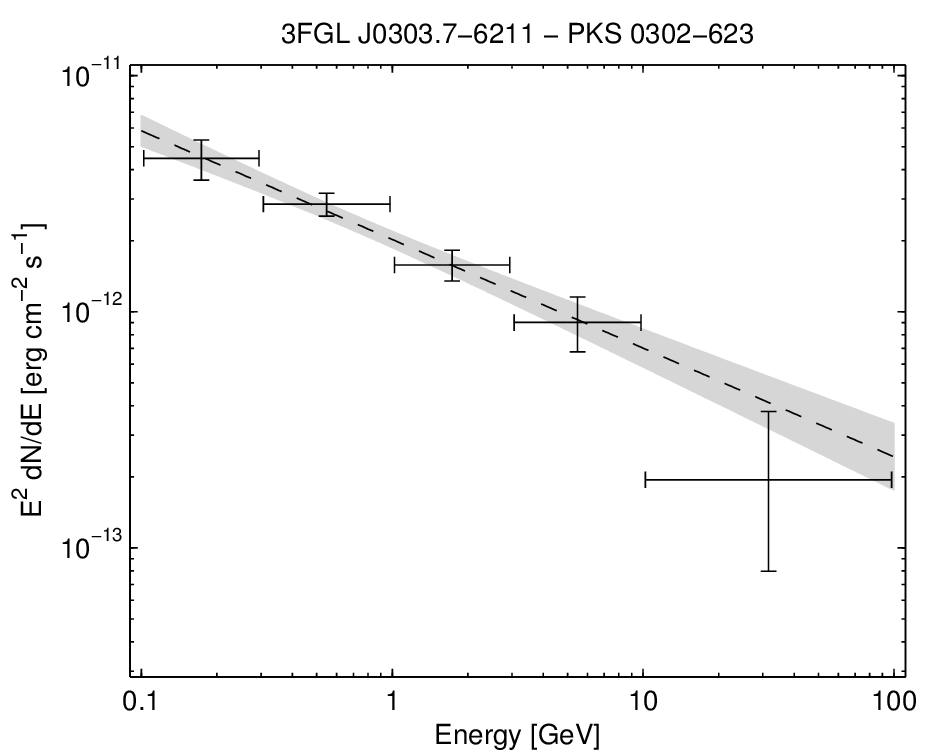 3FGL J0303.7−6211 − PKS 0302−623
10⁻¹¹
10⁻¹²
10⁻¹³
E² dN/dE [erg cm⁻² s⁻¹]
0.1 1 10 100
Energy [GeV]